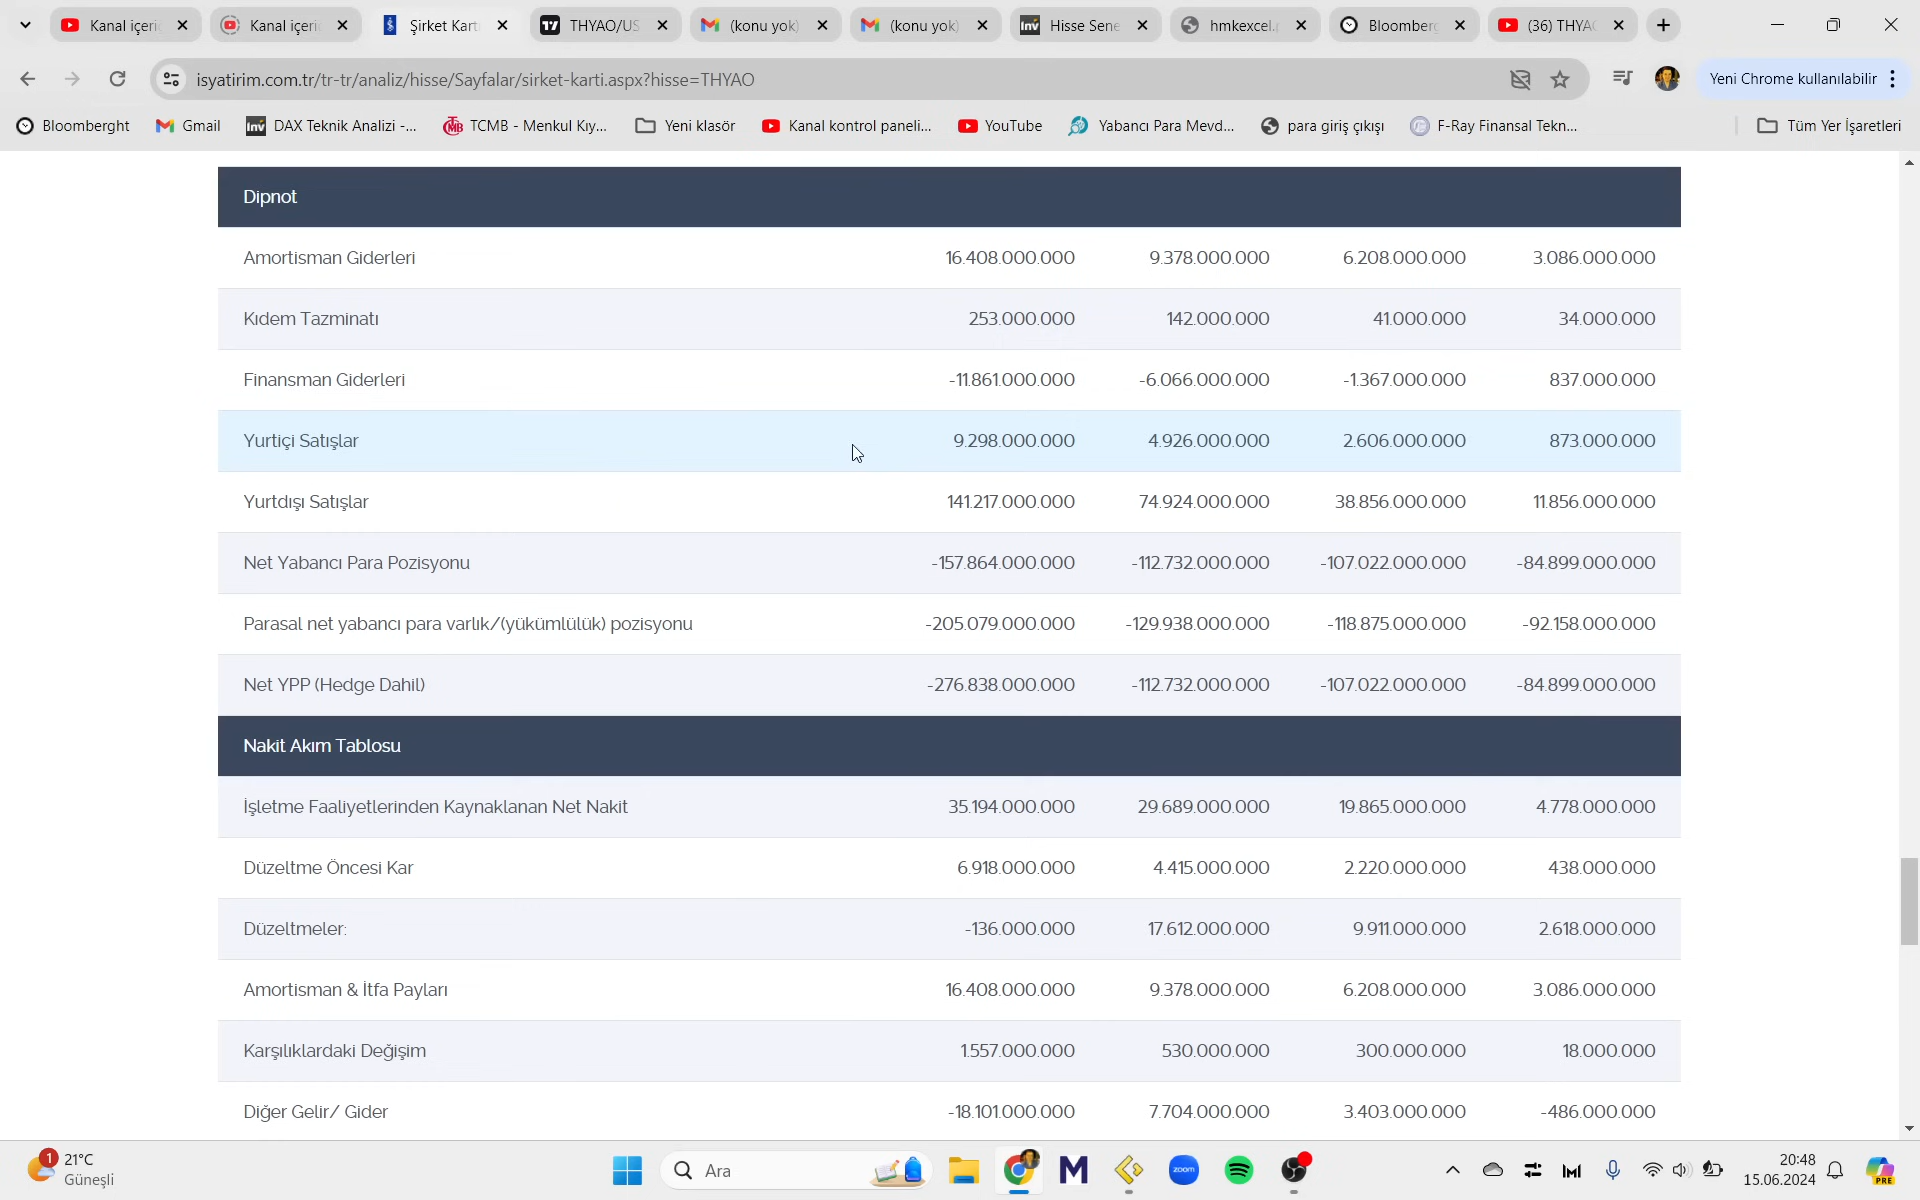 Kanal içeriğ
Kanal içeri
Şirket Kartı
THYAO/US
(konu yok)
(konu yok)
Hisse Sene
hmkexcel.p
Bloomberg
(36) THYA
isyatirim.com.tr/tr-tr/analiz/hisse/Sayfalar/sirket-karti.aspx?hisse=THYAO
Yeni Chrome kullanılabilir
Bloomberght
Gmail
DAX Teknik Analizi -...
TCMB - Menkul Kıy...
Yeni klasör
Kanal kontrol paneli...
YouTube
Yabancı Para Mevd...
para giriş çıkışı
F-Ray Finansal Tekn...
Tüm Yer İşaretleri
Dipnot
Amortisman Giderleri 16.408.000.000 9.378.000.000 6.208.000.000 3.086.000.000
Kıdem Tazminatı 253.000.000 142.000.000 41.000.000 34.000.000
Finansman Giderleri -11.861.000.000 -6.066.000.000 -1.367.000.000 837.000.000
Yurtiçi Satışlar 9.298.000.000 4.926.000.000 2.606.000.000 873.000.000
Yurtdışı Satışlar 141.217.000.000 74.924.000.000 38.856.000.000 11.856.000.000
Net Yabancı Para Pozisyonu -157.864.000.000 -112.732.000.000 -107.022.000.000 -84.899.000.000
Parasal net yabancı para varlık/(yükümlülük) pozisyonu -205.079.000.000 -129.938.000.000 -118.875.000.000 -92.158.000.000
Net YPP (Hedge Dahil) -276.838.000.000 -112.732.000.000 -107.022.000.000 -84.899.000.000
Nakit Akım Tablosu
İşletme Faaliyetlerinden Kaynaklanan Net Nakit 35.194.000.000 29.689.000.000 19.865.000.000 4.778.000.000
Düzeltme Öncesi Kar 6.918.000.000 4.415.000.000 2.220.000.000 438.000.000
Düzeltmeler: -136.000.000 17.612.000.000 9.911.000.000 2.618.000.000
Amortisman & İtfa Payları 16.408.000.000 9.378.000.000 6.208.000.000 3.086.000.000
Karşılıklardaki Değişim 1.557.000.000 530.000.000 300.000.000 18.000.000
Diğer Gelir/ Gider -18.101.000.000 7.704.000.000 3.403.000.000 -486.000.000
1
21°C
Güneşli
Ara
zoom
20:48
15.06.2024
PRE